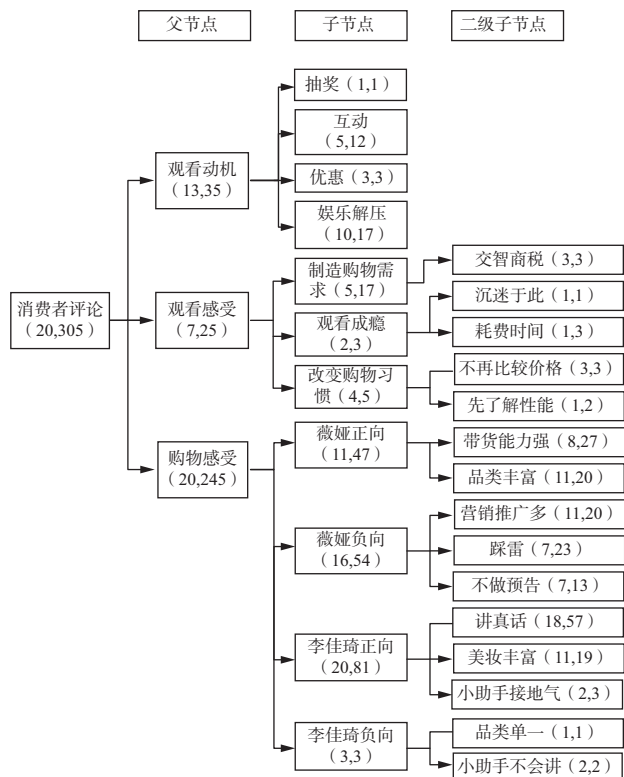 父节点
子节点
二级子节点
消费者评论
（20,305）
观看动机
（13,35）
抽奖（1,1）
互动
（5,12）
优惠（3,3）
娱乐解压
（10,17）
观看感受
（7,25）
制造购物需
求（5,17）
交智商税（3,3）
观看成瘾
（2,3）
沉迷于此（1,1）
耗费时间（1,3）
改变购物习
惯（4,5）
不再比较价格（3,3）
先了解性能（1,2）
购物感受
（20,245）
薇娅正向
（11,47）
带货能力强（8,27）
品类丰富（11,20）
薇娅负向
（16,54）
营销推广多（11,20）
踩雷（7,23）
不做预告（7,13）
李佳琦正向
（20,81）
讲真话（18,57）
美妆丰富（11,19）
小助手接地气（2,3）
李佳琦负向
（3,3）
品类单一（1,1）
小助手不会讲（2,2）